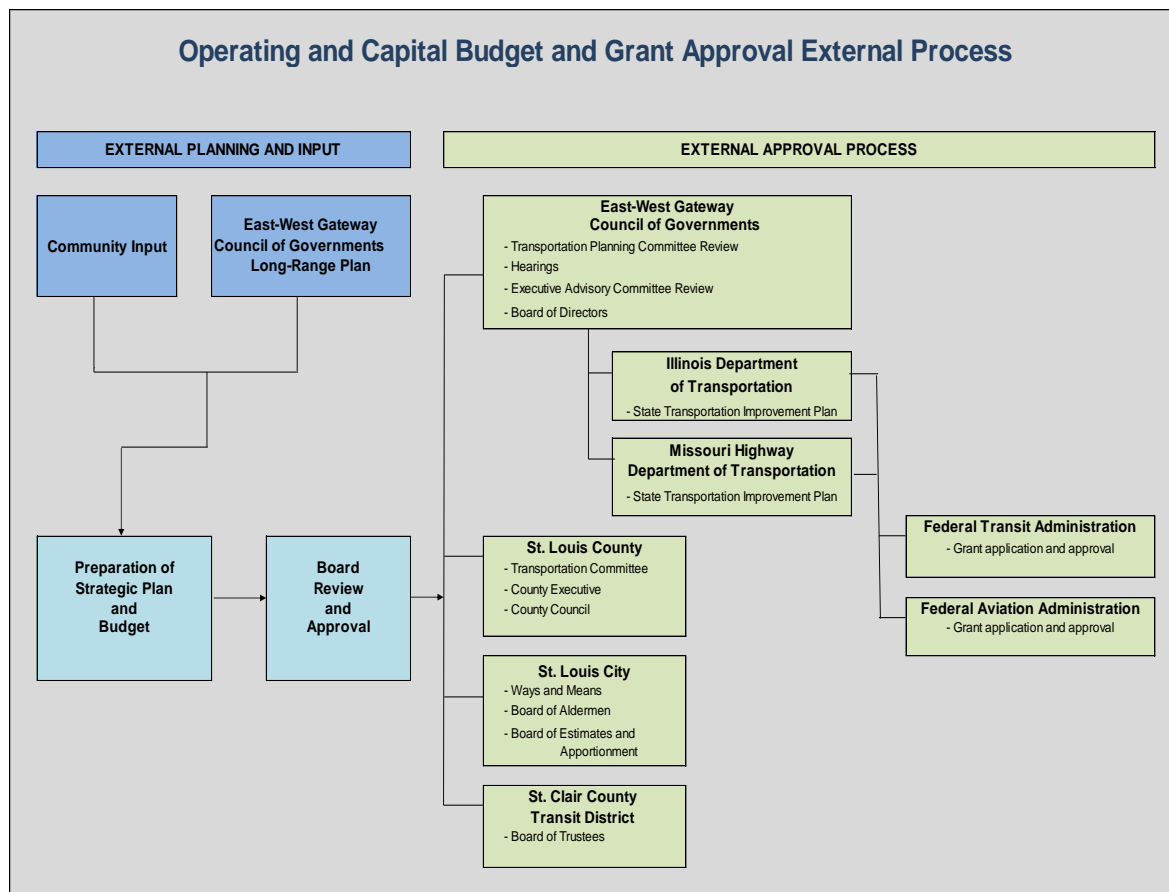 Operating and Capital Budget and Grant Approval External Process
EXTERNAL PLANNING AND INPUT
EXTERNAL APPROVAL PROCESS
Community Input
East-West Gateway
Council of Governments
Long-Range Plan
Preparation of
Strategic Plan
and
Budget
Board
Review
and
Approval
East-West Gateway
Council of Governments
- Transportation Planning Committee Review
- Hearings
- Executive Advisory Committee Review
- Board of Directors
Illinois Department
of Transportation
- State Transportation Improvement Plan
Missouri Highway
Department of Transportation
- State Transportation Improvement Plan
Federal Transit Administration
- Grant application and approval
Federal Aviation Administration
- Grant application and approval
St. Louis County
- Transportation Committee
- County Executive
- County Council
St. Louis City
- Ways and Means
- Board of Aldermen
- Board of Estimates and
Apportionment
St. Clair County
Transit District
- Board of Trustees